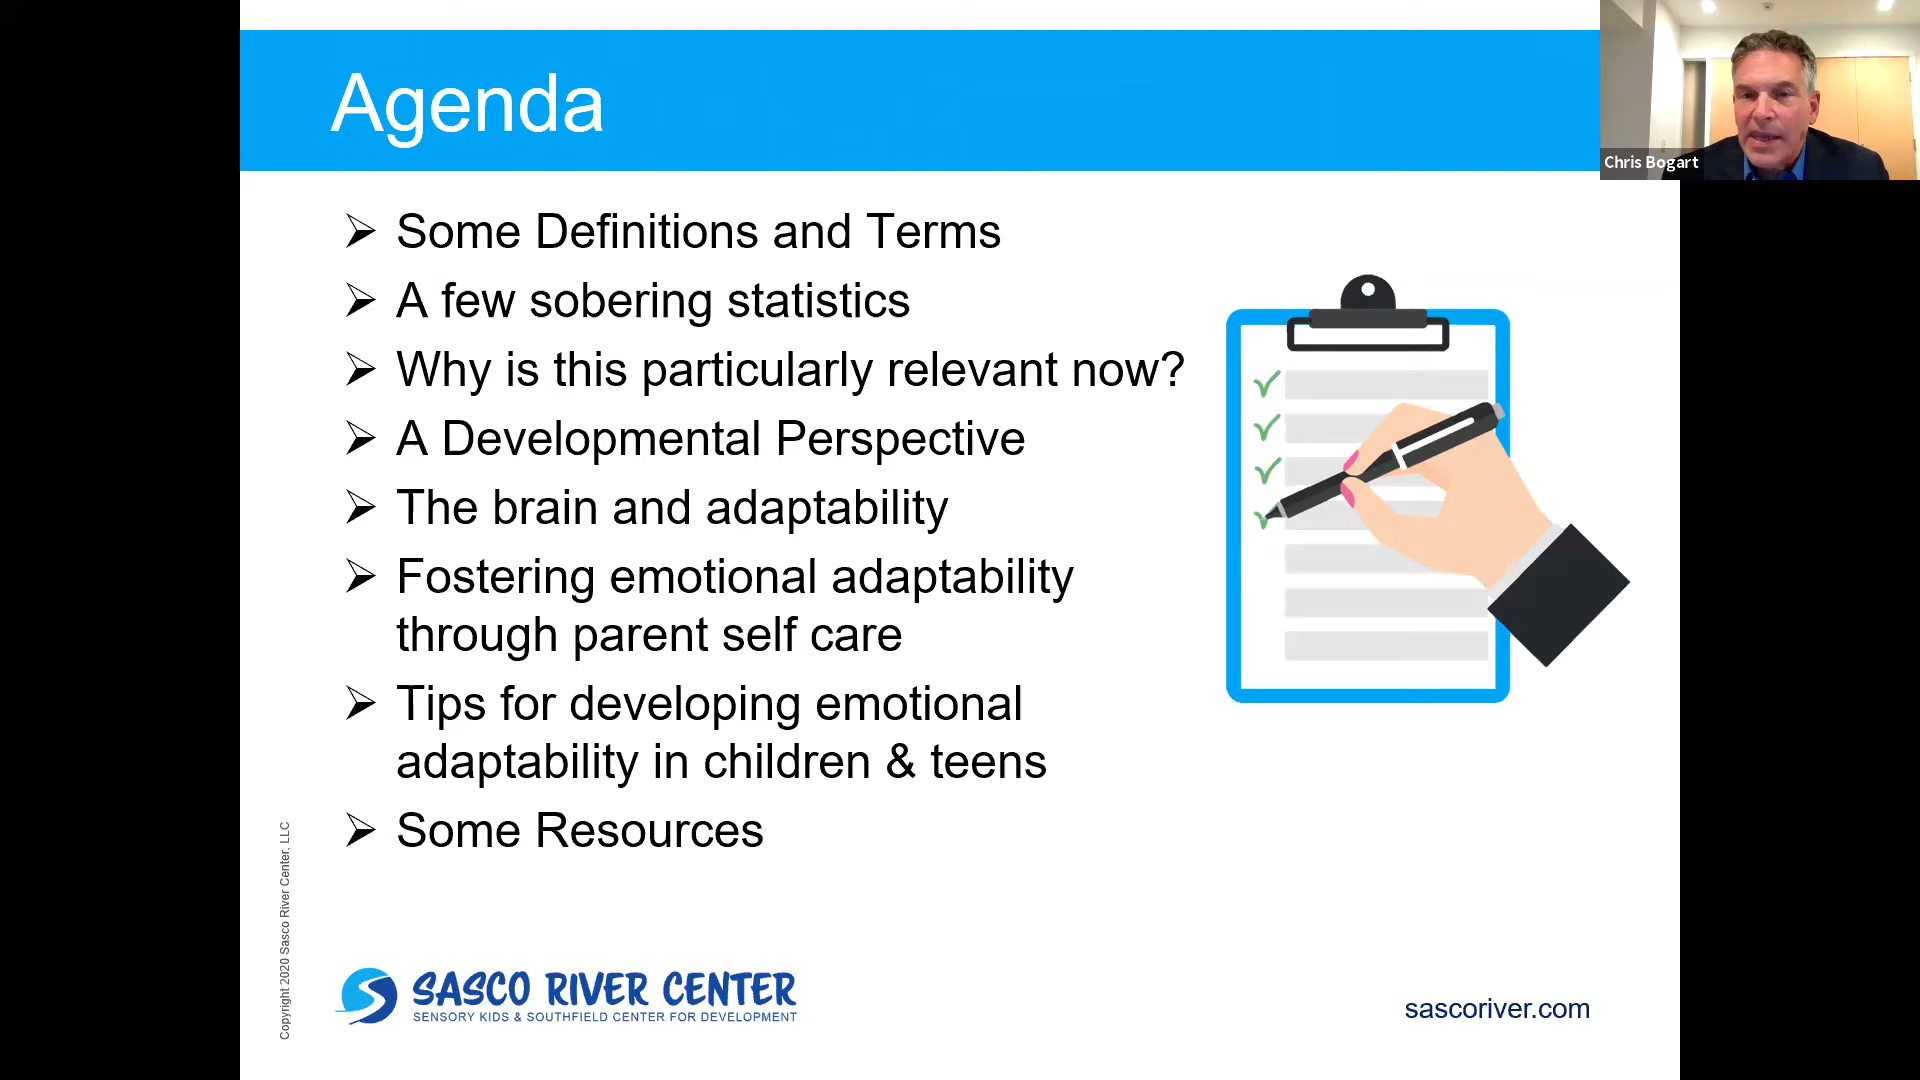 Agenda
Chris Bogart
➢ Some Definitions and Terms
➢ A few sobering statistics
➢ Why is this particularly relevant now?
➢ A Developmental Perspective
➢ The brain and adaptability
➢ Fostering emotional adaptability
through parent self care
➢ Tips for developing emotional
adaptability in children & teens
➢ Some Resources
Copyright 2020 Sasco River Center, LLC
SASCO RIVER CENTER
SENSORY KIDS & SOUTHFIELD CENTER FOR DEVELOPMENT
sascoriver.com